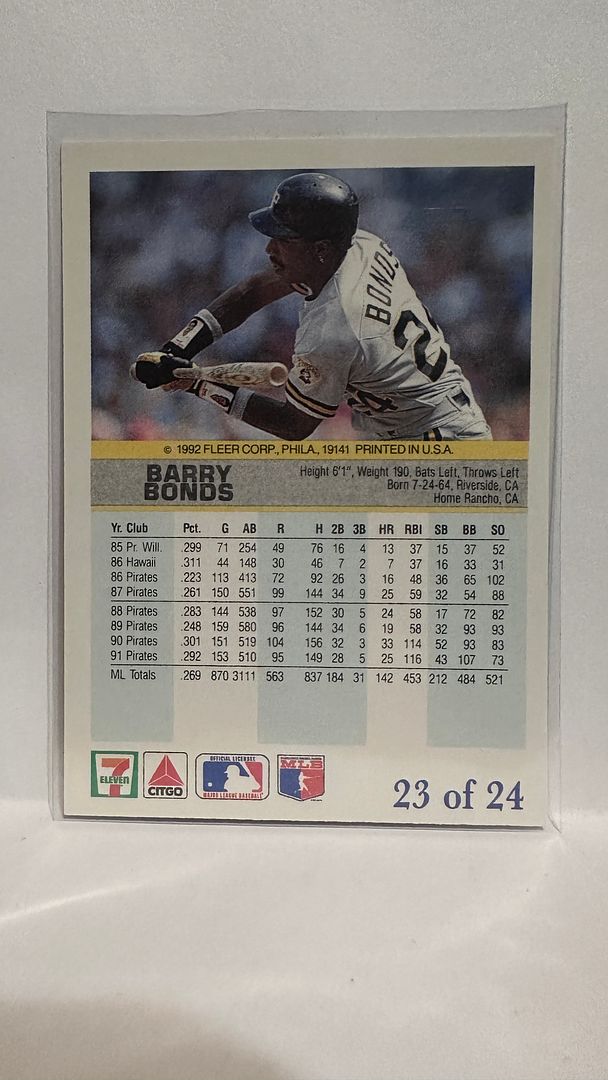 BONDS
24
24
© 1992 FLEER CORP., PHILA., 19141 PRINTED IN U.S.A.
BARRY
BONDS
Height 6'1", Weight 190, Bats Left, Throws Left
Born 7-24-64, Riverside, CA
Home Rancho, CA
Yr. Club Pct. G AB R H 2B 3B HR RBI SB BB SO
85 Pr. Will. .299 71 254 49 76 16 4 13 37 15 37 52
86 Hawaii .311 44 148 30 46 7 2 7 37 16 33 31
86 Pirates .223 113 413 72 92 26 3 16 48 36 65 102
87 Pirates .261 150 551 99 144 34 9 25 59 32 54 88
88 Pirates .283 144 538 97 152 30 5 24 58 17 72 82
89 Pirates .248 159 580 96 144 34 6 19 58 32 93 93
90 Pirates .301 151 519 104 156 32 3 33 114 52 93 83
91 Pirates .292 153 510 95 149 28 5 25 116 43 107 73
ML Totals .269 870 3111 563 837 184 31 142 453 212 484 521
7
ELEVEN
CITGO
OFFICIAL LICENSEE
MAJOR LEAGUE BASEBALL
MLBPA
23 of 24